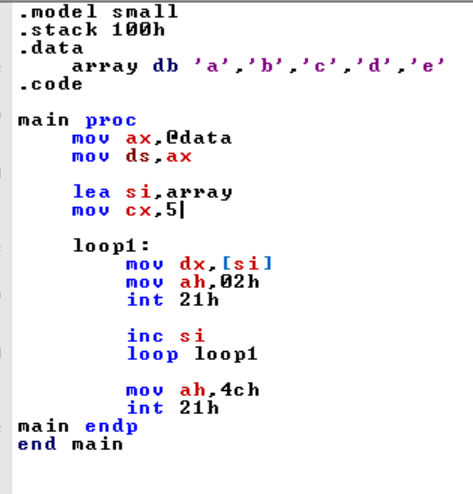 .model small
.stack 100h
.data
array db 'a','b','c','d','e'
.code
main proc
mov ax,@data
mov ds,ax
lea si,array
mov cx,5
loop1:
mov dx,[si]
mov ah,02h
int 21h
inc si
loop loop1
mov ah,4ch
int 21h
main endp
end main